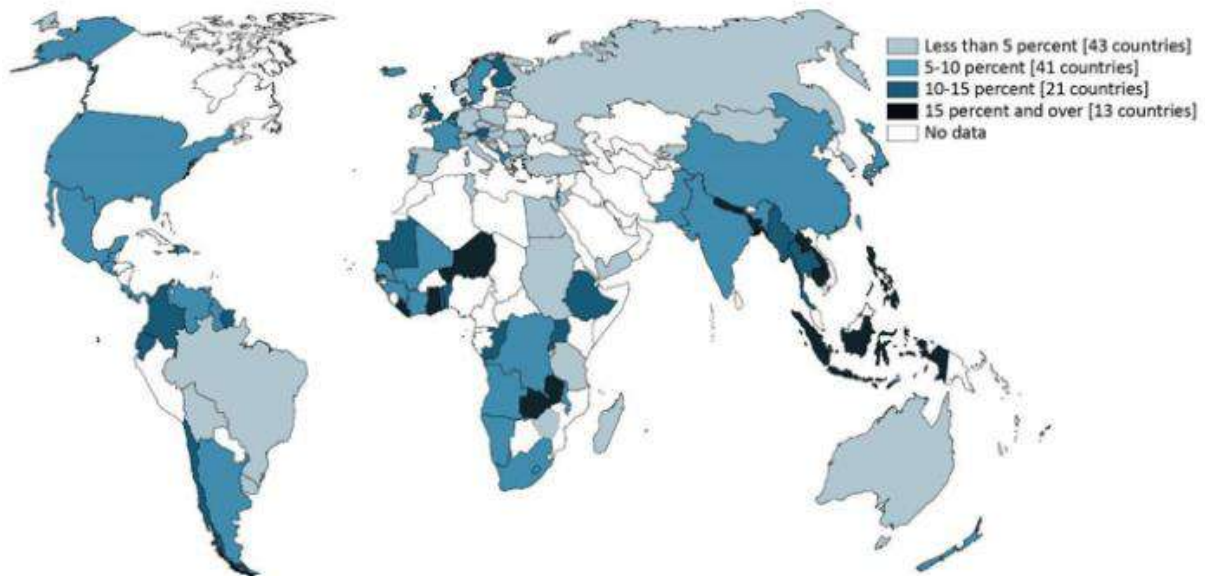 Less than 5 percent [43 countries]
5-10 percent [41 countries]
10-15 percent [21 countries]
15 percent and over [13 countries]
No data